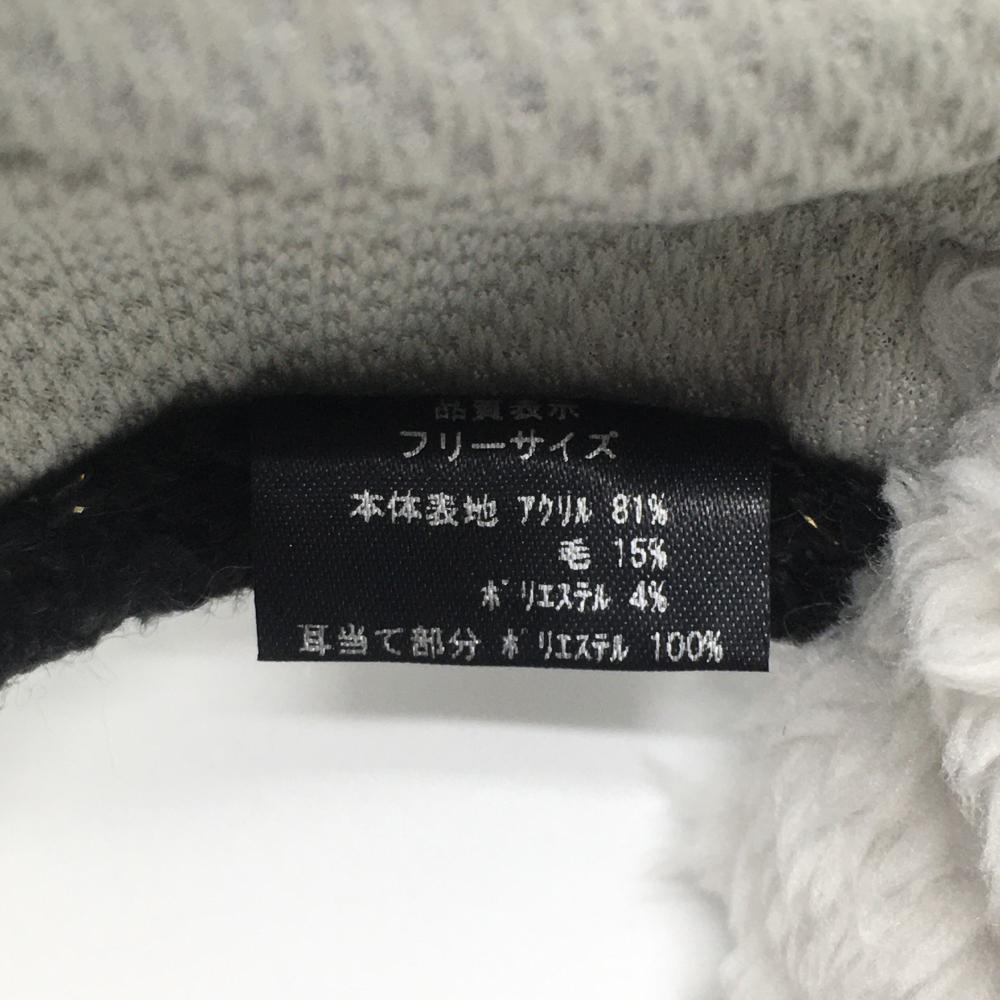 品質表示
フリーサイズ
本体表地 アクリル 81%
毛 15%
ポリエステル 4%
耳当て部分 ポリエステル 100%